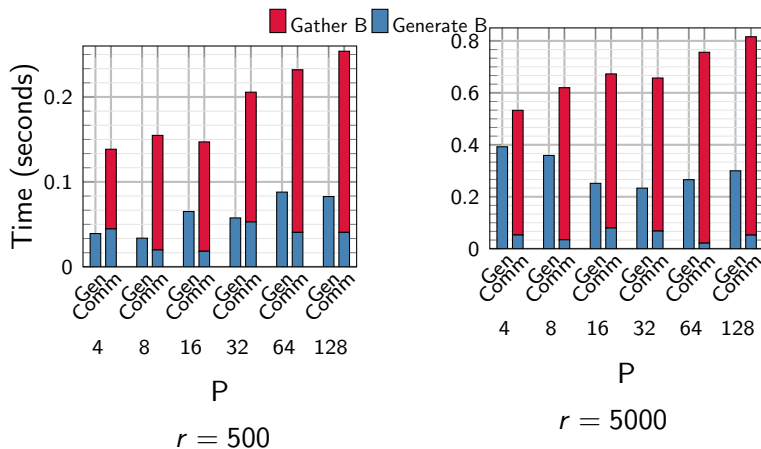 Gather B Generate B
Time (seconds)
0.2
0.1
0
Gen Comm Gen Comm Gen Comm Gen Comm Gen Comm Gen Comm
4 8 16 32 64 128
P
r = 500
0.8
0.6
0.4
0.2
0
Gen Comm Gen Comm Gen Comm Gen Comm Gen Comm Gen Comm
4 8 16 32 64 128
P
r = 5000